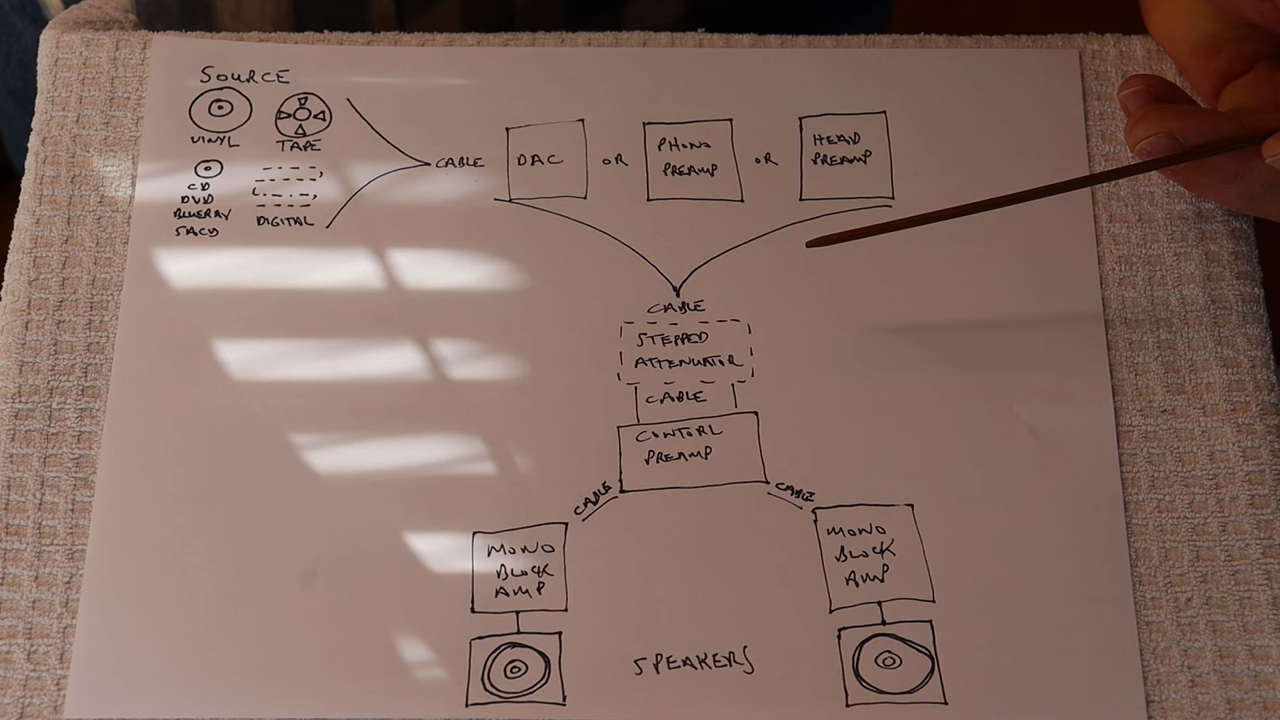 SOURCE
VINYL
TAPE
CD
DVD
BLUERAY
SACD
DIGITAL
CABLE
DAC
OR
PHONO
PREAMP
OR
HEAD
PREAMP
CABLE
STEPPED
ATTENUATOR
CABLE
CONTORL
PREAMP
CABLE
CABLE
MONO
BLOCK
AMP
MONO
BLOCK
AMP
SPEAKERS